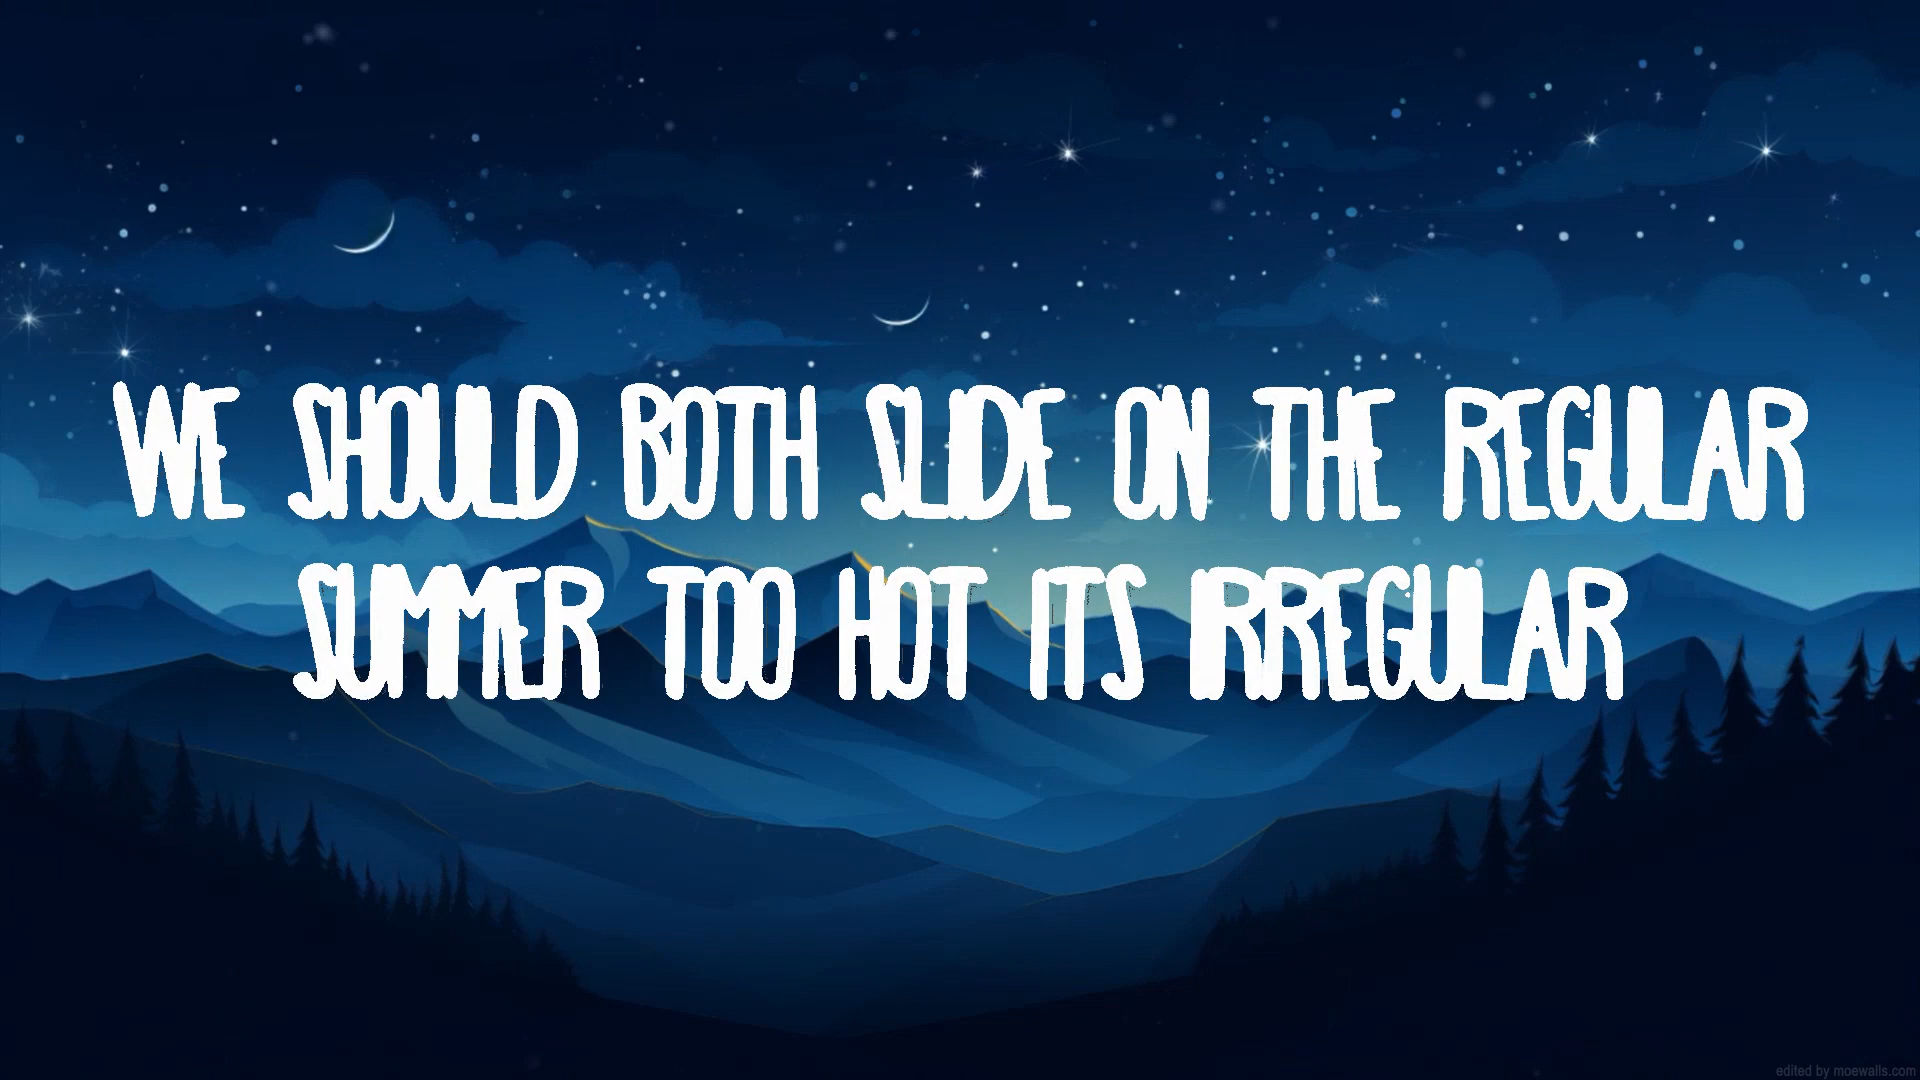 WE SHOULD BOTH SLIDE ON THE REGULAR
SUMMER TOO HOT ITS IRREGULAR
edited by moewalls.com